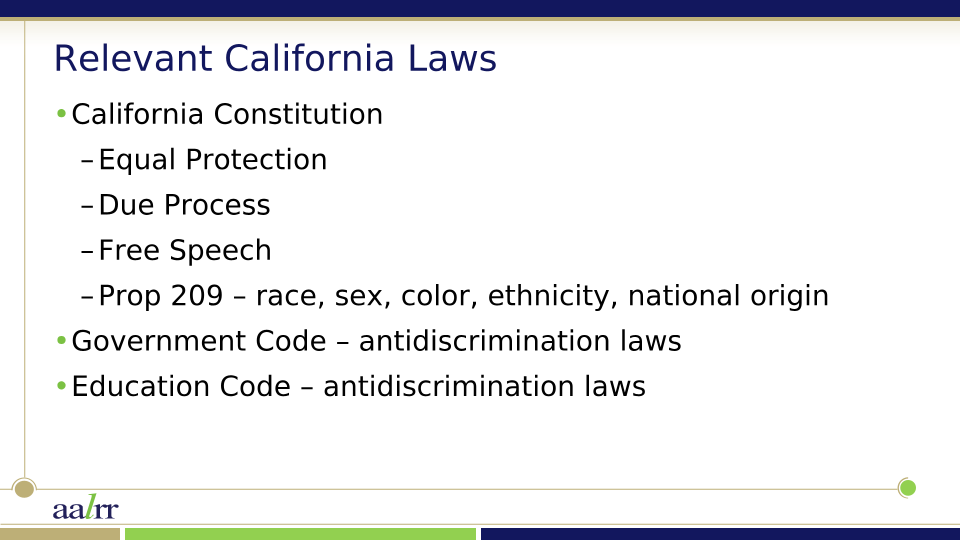 Relevant California Laws
•California Constitution
–Equal Protection
–Due Process
–Free Speech
–Prop 209 – race, sex, color, ethnicity, national origin
•Government Code – antidiscrimination laws
•Education Code – antidiscrimination laws
aalrr